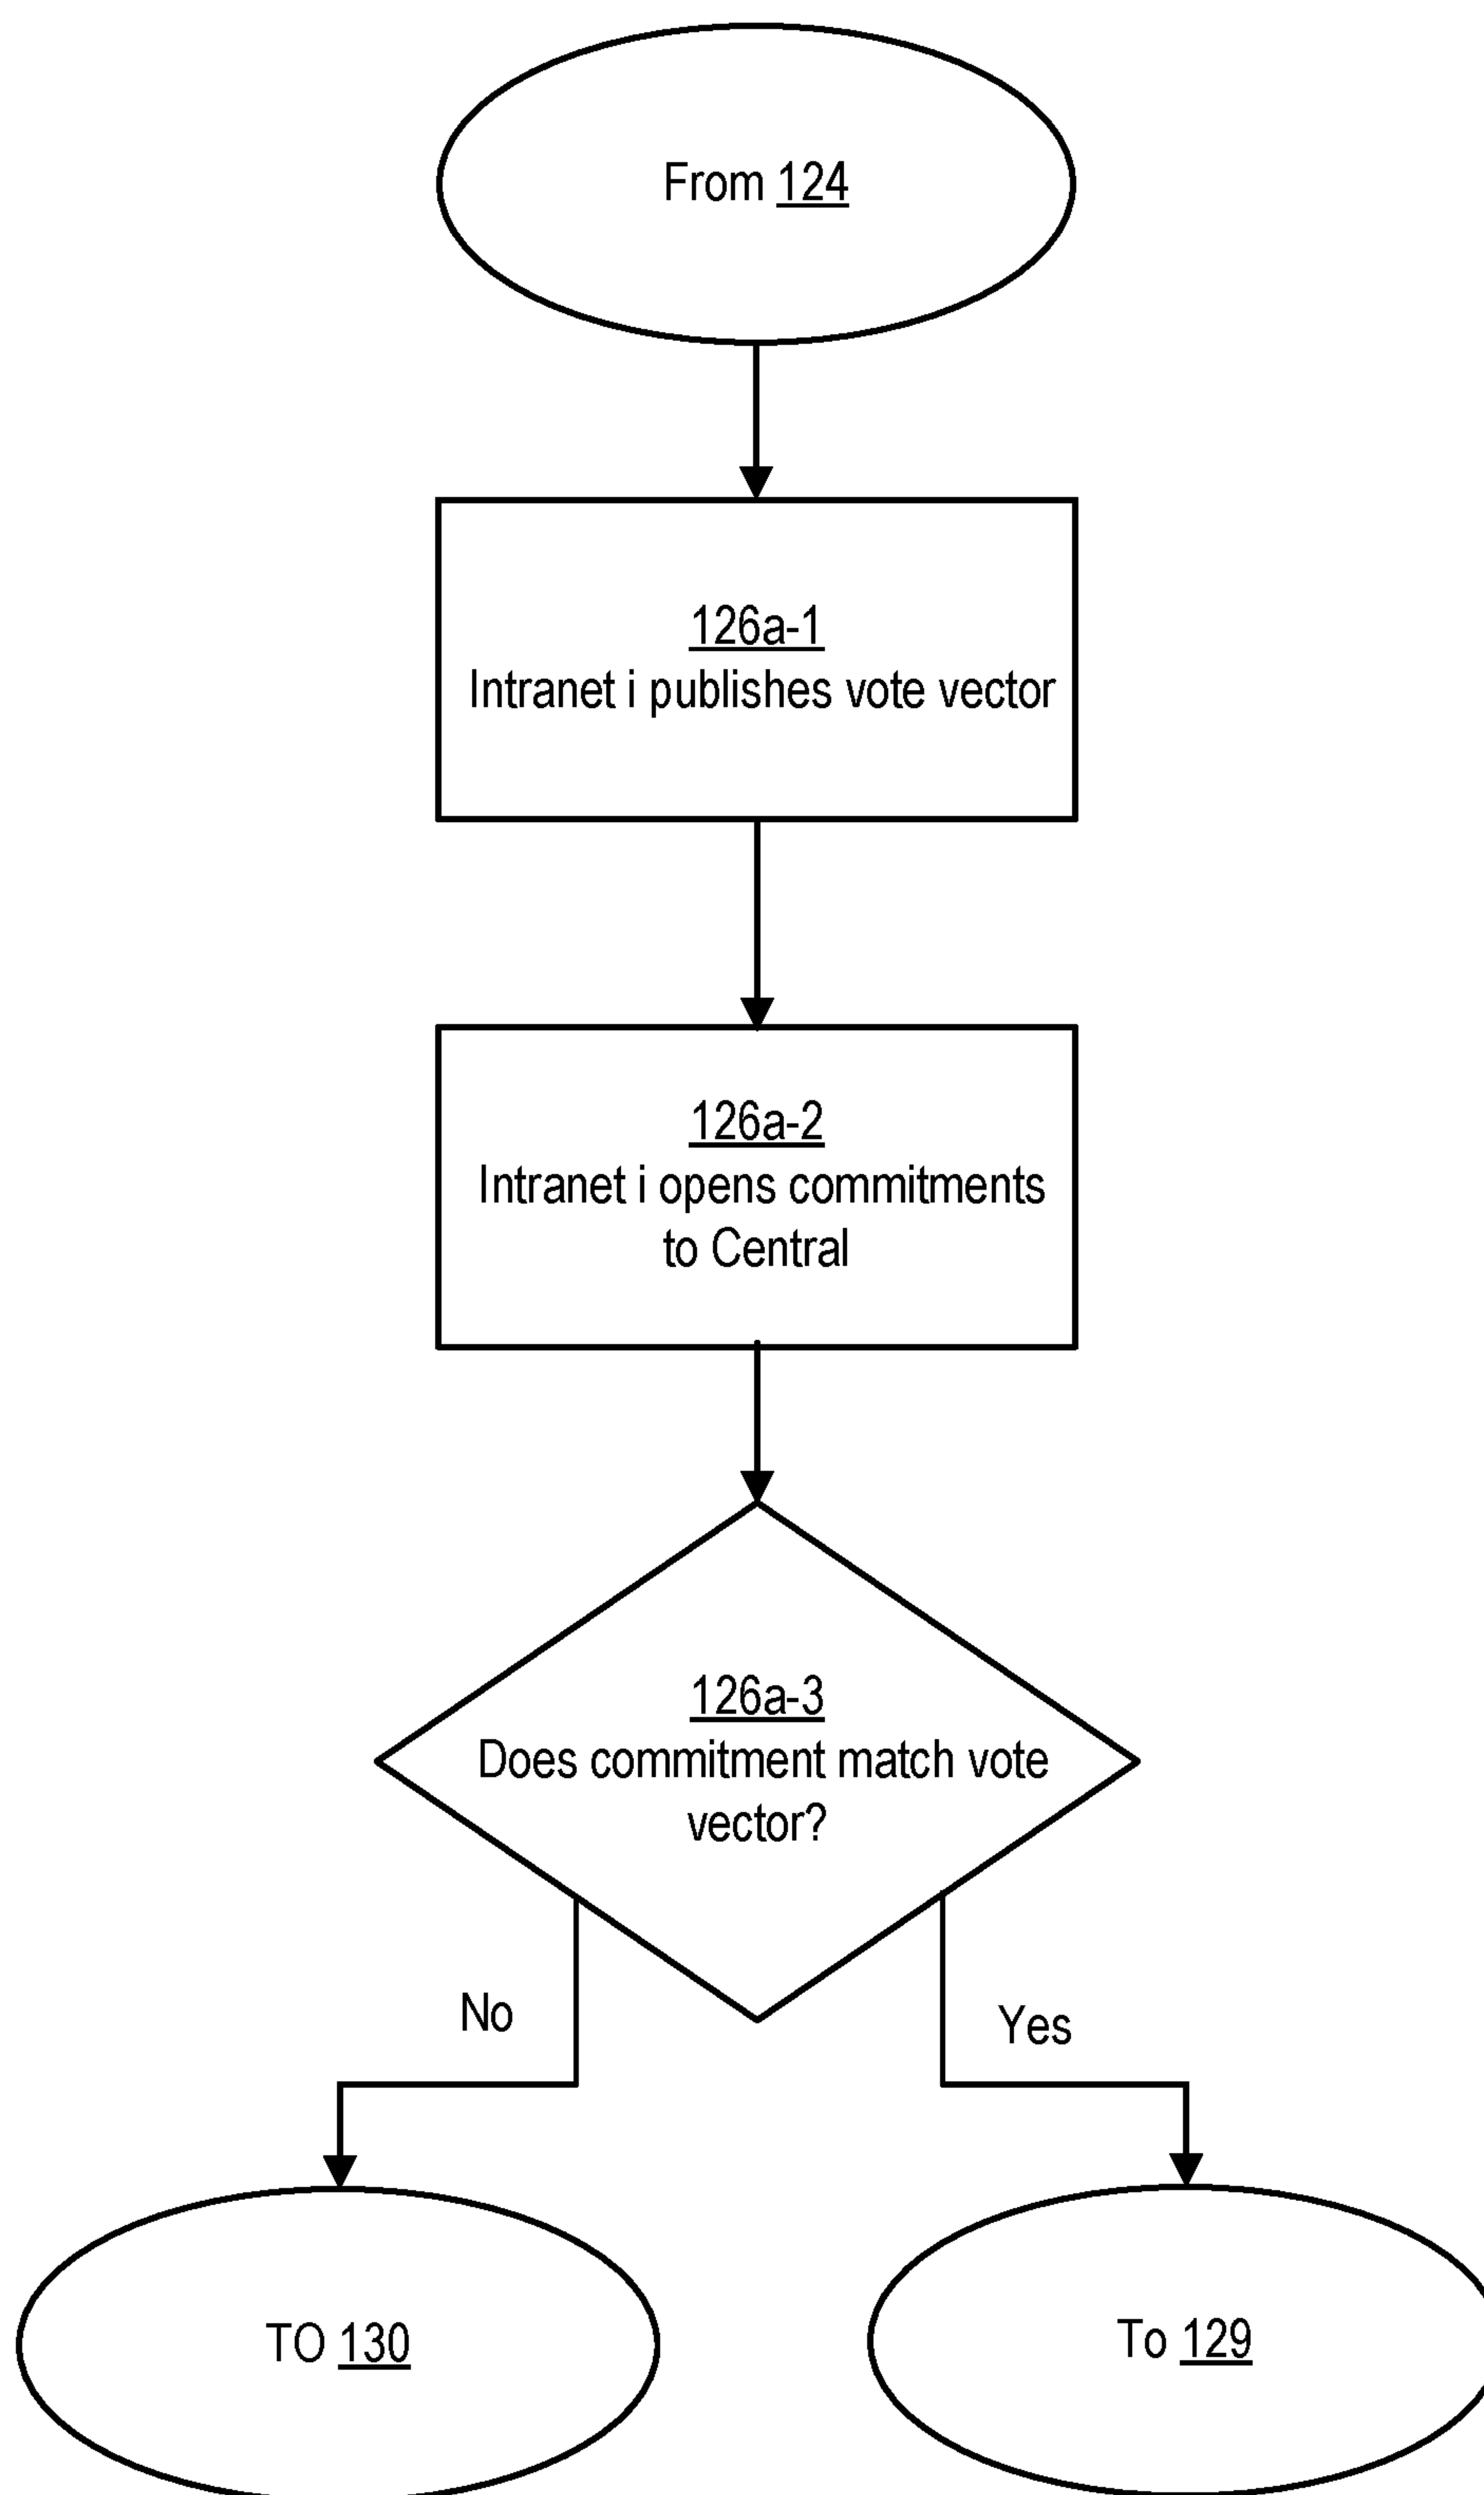 From 124
126a-1
Intranet i publishes vote vector
126a-2
Intranet i opens commitments
to Central
126a-3
Does commitment match vote
vector?
No
Yes
TO 130
To 129